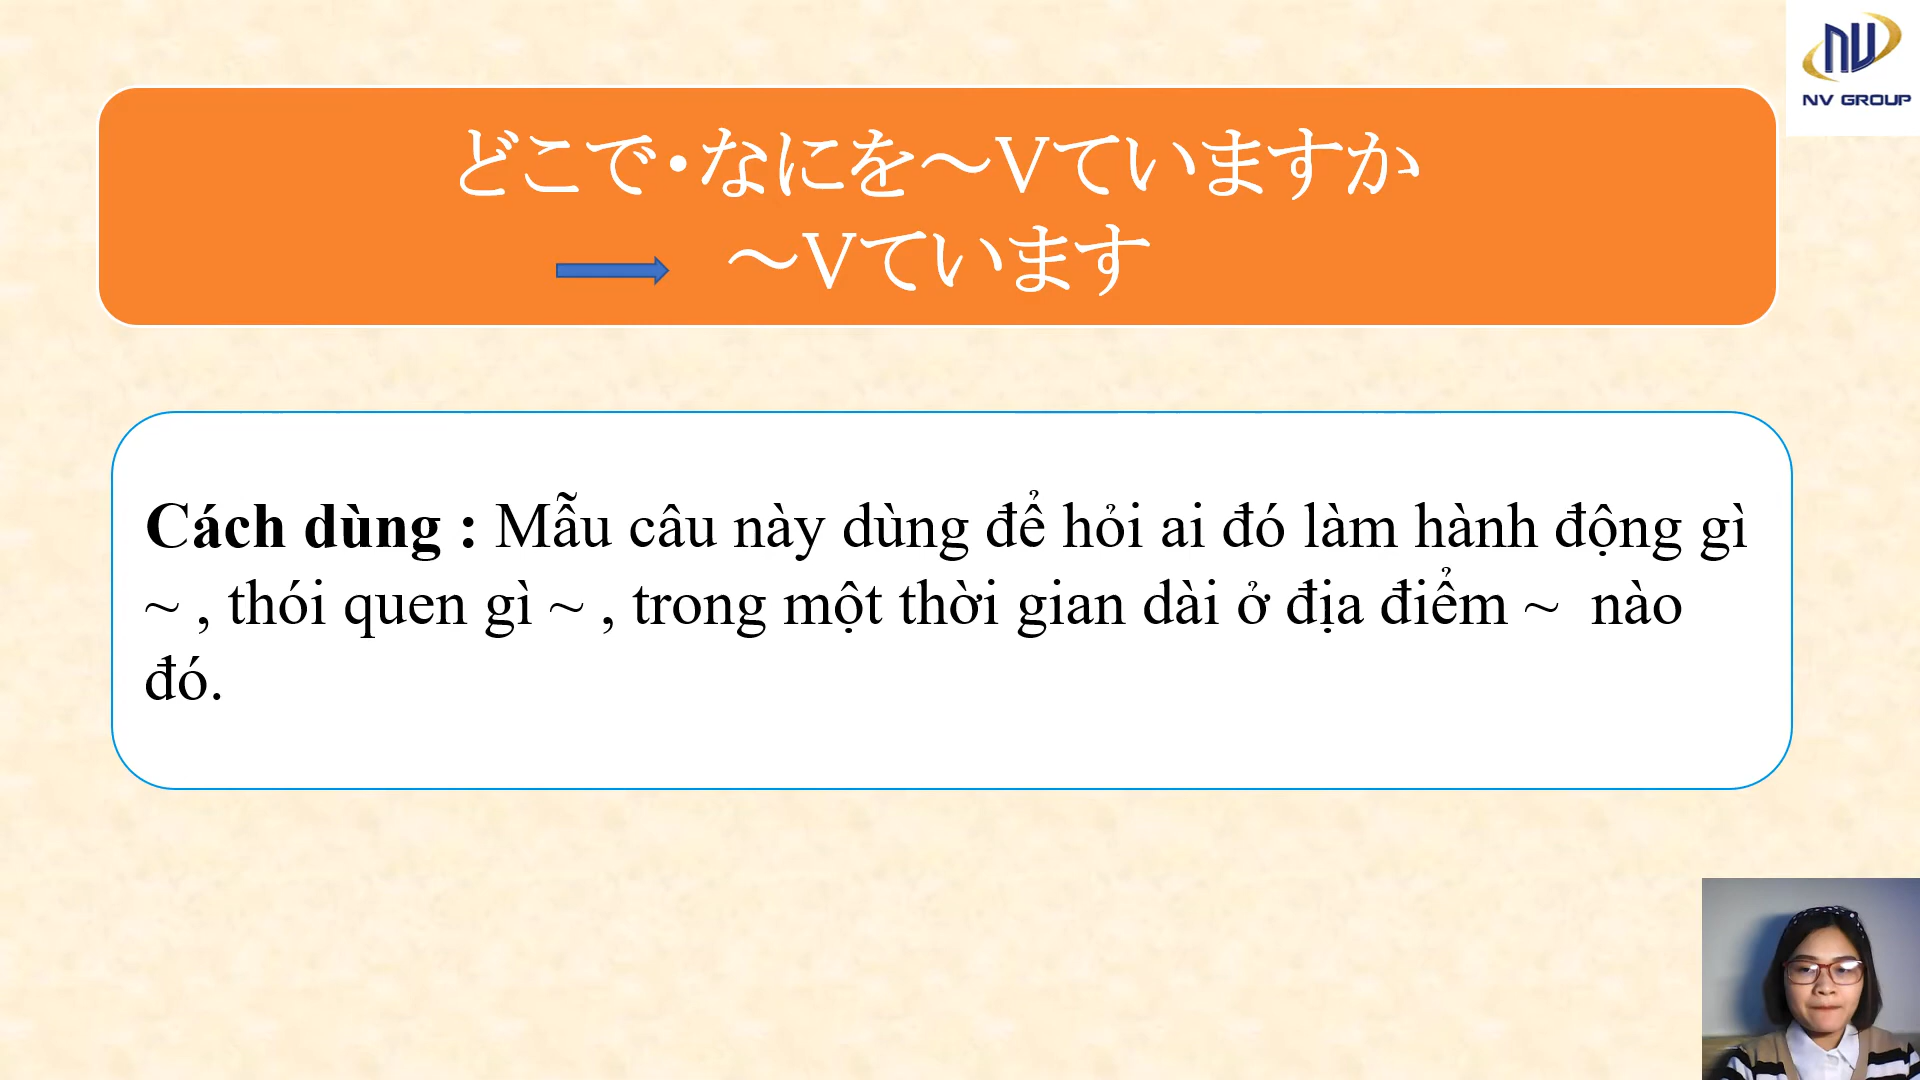 NV GROUP
どこで・なにを～Vていますか
～Vています
Cách dùng : Mẫu câu này dùng để hỏi ai đó làm hành động gì
~ , thói quen gì ~ , trong một thời gian dài ở địa điểm ~  nào
đó.